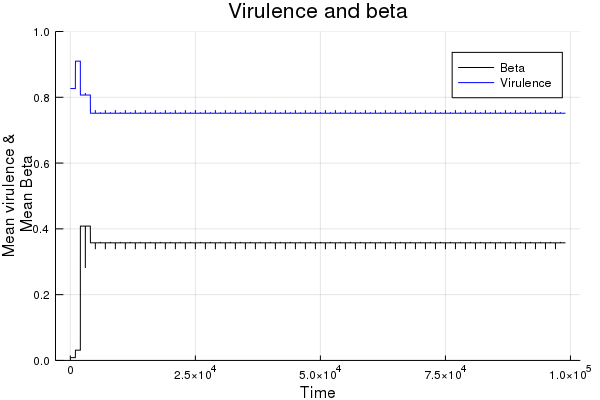 Virulence and beta
1.0
Beta
Virulence
0.8
0.6
0.4
0.2
0.0
Mean virulence &
Mean Beta
0
2.5×10⁴
5.0×10⁴
7.5×10⁴
1.0×10⁵
Time